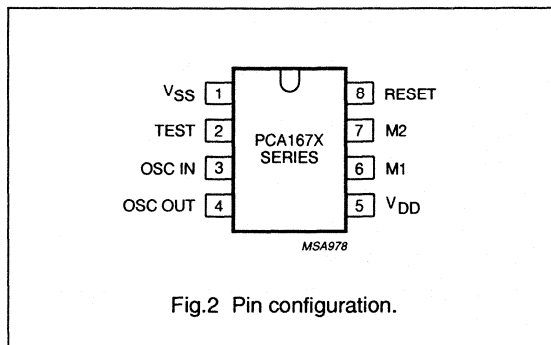 VSS 1
TEST 2
OSC IN 3
OSC OUT 4
PCA167X
SERIES
8 RESET
7 M2
6 M1
5 VDD
MSA978
Fig.2 Pin configuration.